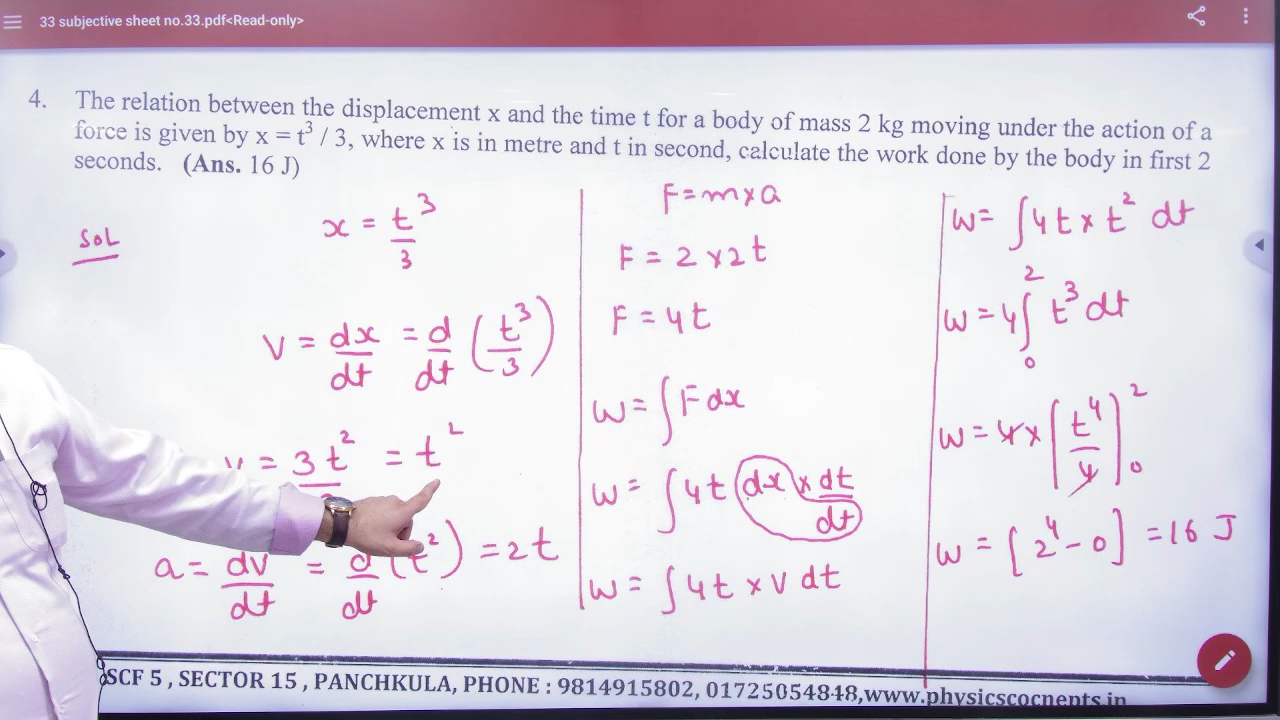 33 subjective sheet no.33.pdf<Read-only>
4. The relation between the displacement x and the time t for a body of mass 2 kg moving under the action of a
force is given by x = t³ / 3, where x is in metre and t in second, calculate the work done by the body in first 2
seconds. (Ans. 16 J)
Sol
x = t³/3
v = dx/dt = d/dt (t³/3)
v = 3t²/ = t²
a = dv/dt = d/dt (t²) = 2t
F = m × a
F = 2 × 2t
F = 4t
W = ∫ F dx
W = ∫ 4t dx × dt/dt
W = ∫ 4t × v dt
W = ∫ 4t × t² dt
W = 4 ∫₀² t³ dt
W = 4 × [t⁴/4]₀²
W = [2⁴ - 0] = 16 J
SCF 5 , SECTOR 15 , PANCHKULA, PHONE : 9814915802, 01725054848,www.physicscocnepts.in